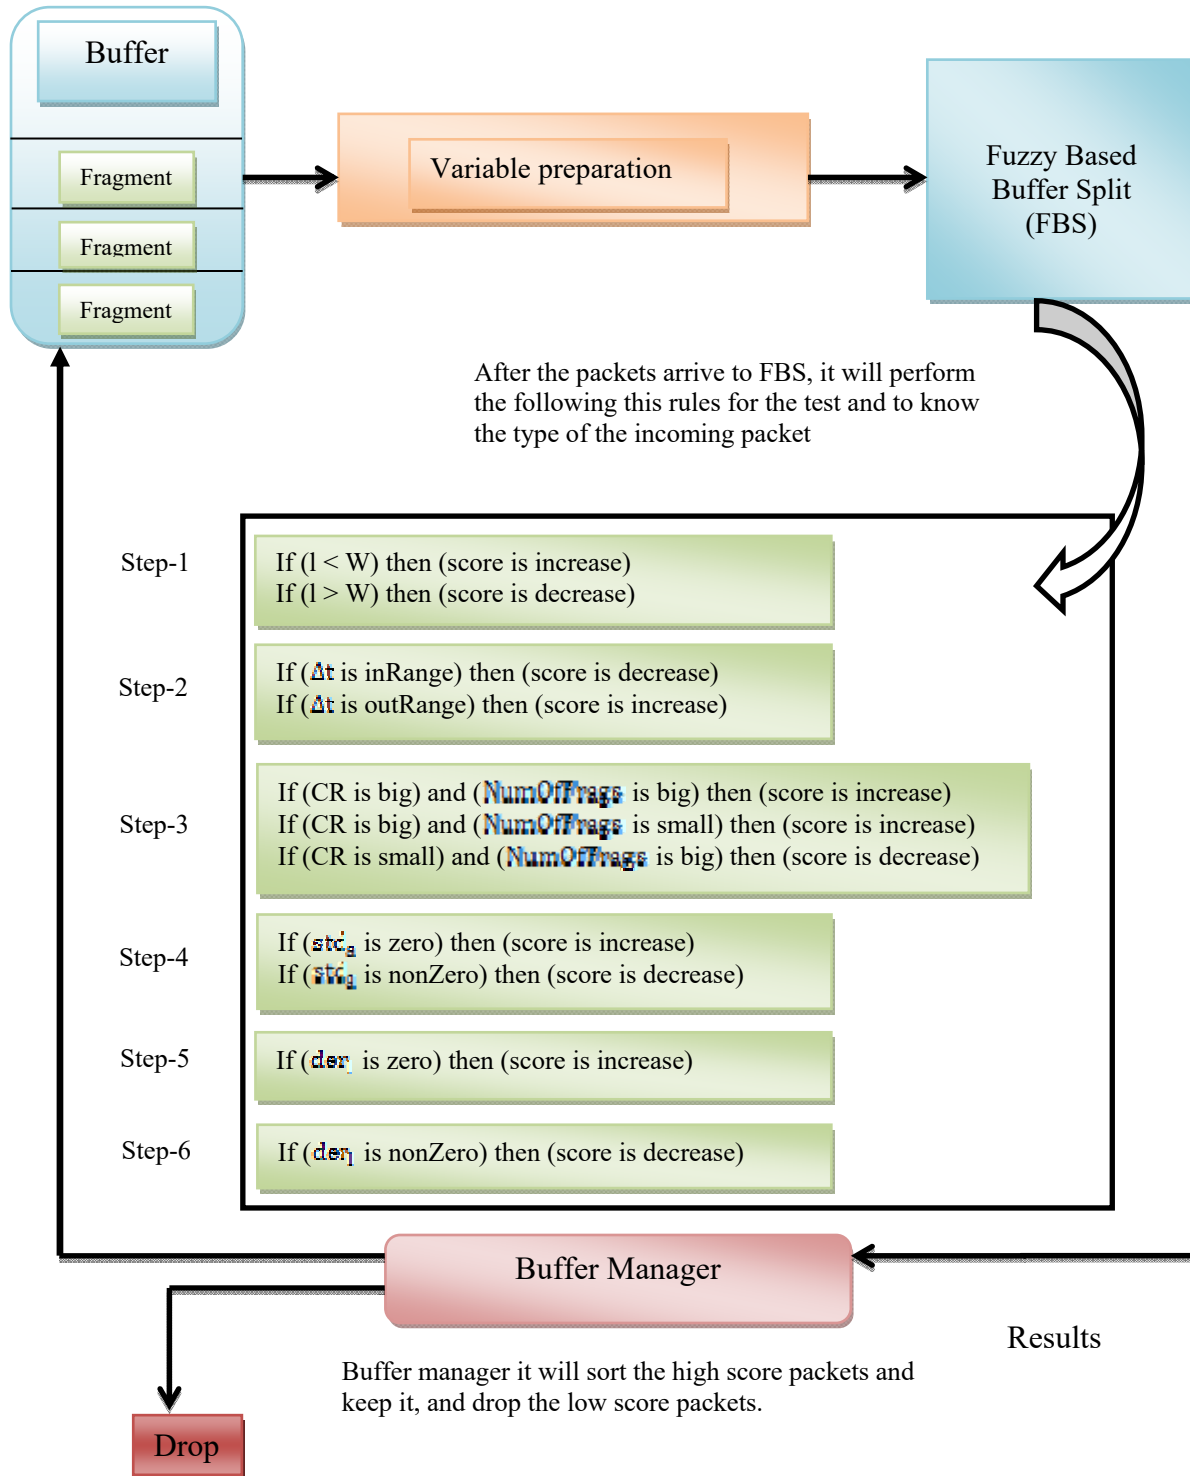 Buffer
Fragment
Fragment
Fragment
Variable preparation
Fuzzy Based
Buffer Split
(FBS)
After the packets arrive to FBS, it will perform
the following this rules for the test and to know
the type of the incoming packet
Step-1
If (l < W) then (score is increase)
If (l > W) then (score is decrease)
Step-2
If (Δt is inRange) then (score is decrease)
If (Δt is outRange) then (score is increase)
Step-3
If (CR is big) and (NumOfFrags is big) then (score is increase)
If (CR is big) and (NumOfFrags is small) then (score is increase)
If (CR is small) and (NumOfFrags is big) then (score is decrease)
Step-4
If ( is zero) then (score is increase)
If ( is nonZero) then (score is decrease)
Step-5
If ( is zero) then (score is increase)
Step-6
If ( is nonZero) then (score is decrease)
Buffer Manager
Results
Buffer manager it will sort the high score packets and
keep it, and drop the low score packets.
Drop